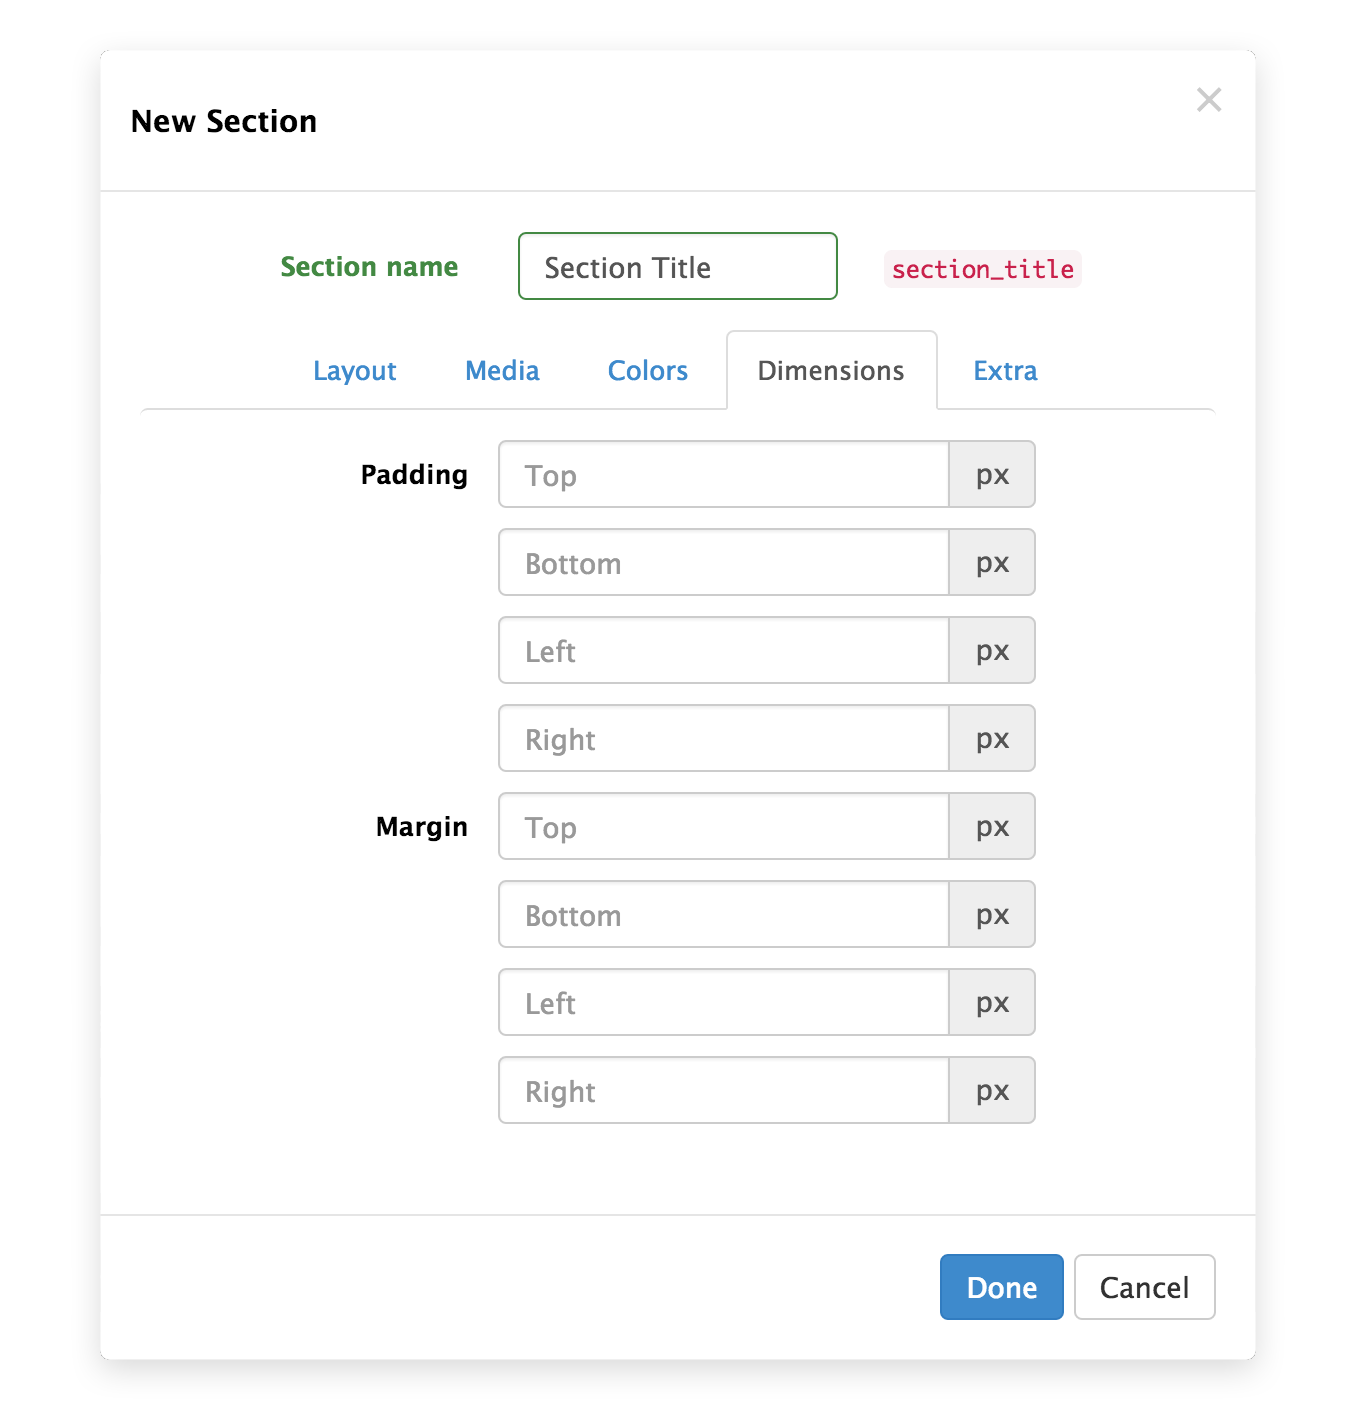 New Section
×
Section name Section Title section_title
Layout Media Colors Dimensions Extra
Padding Top px
Bottom px
Left px
Right px
Margin Top px
Bottom px
Left px
Right px
Done Cancel